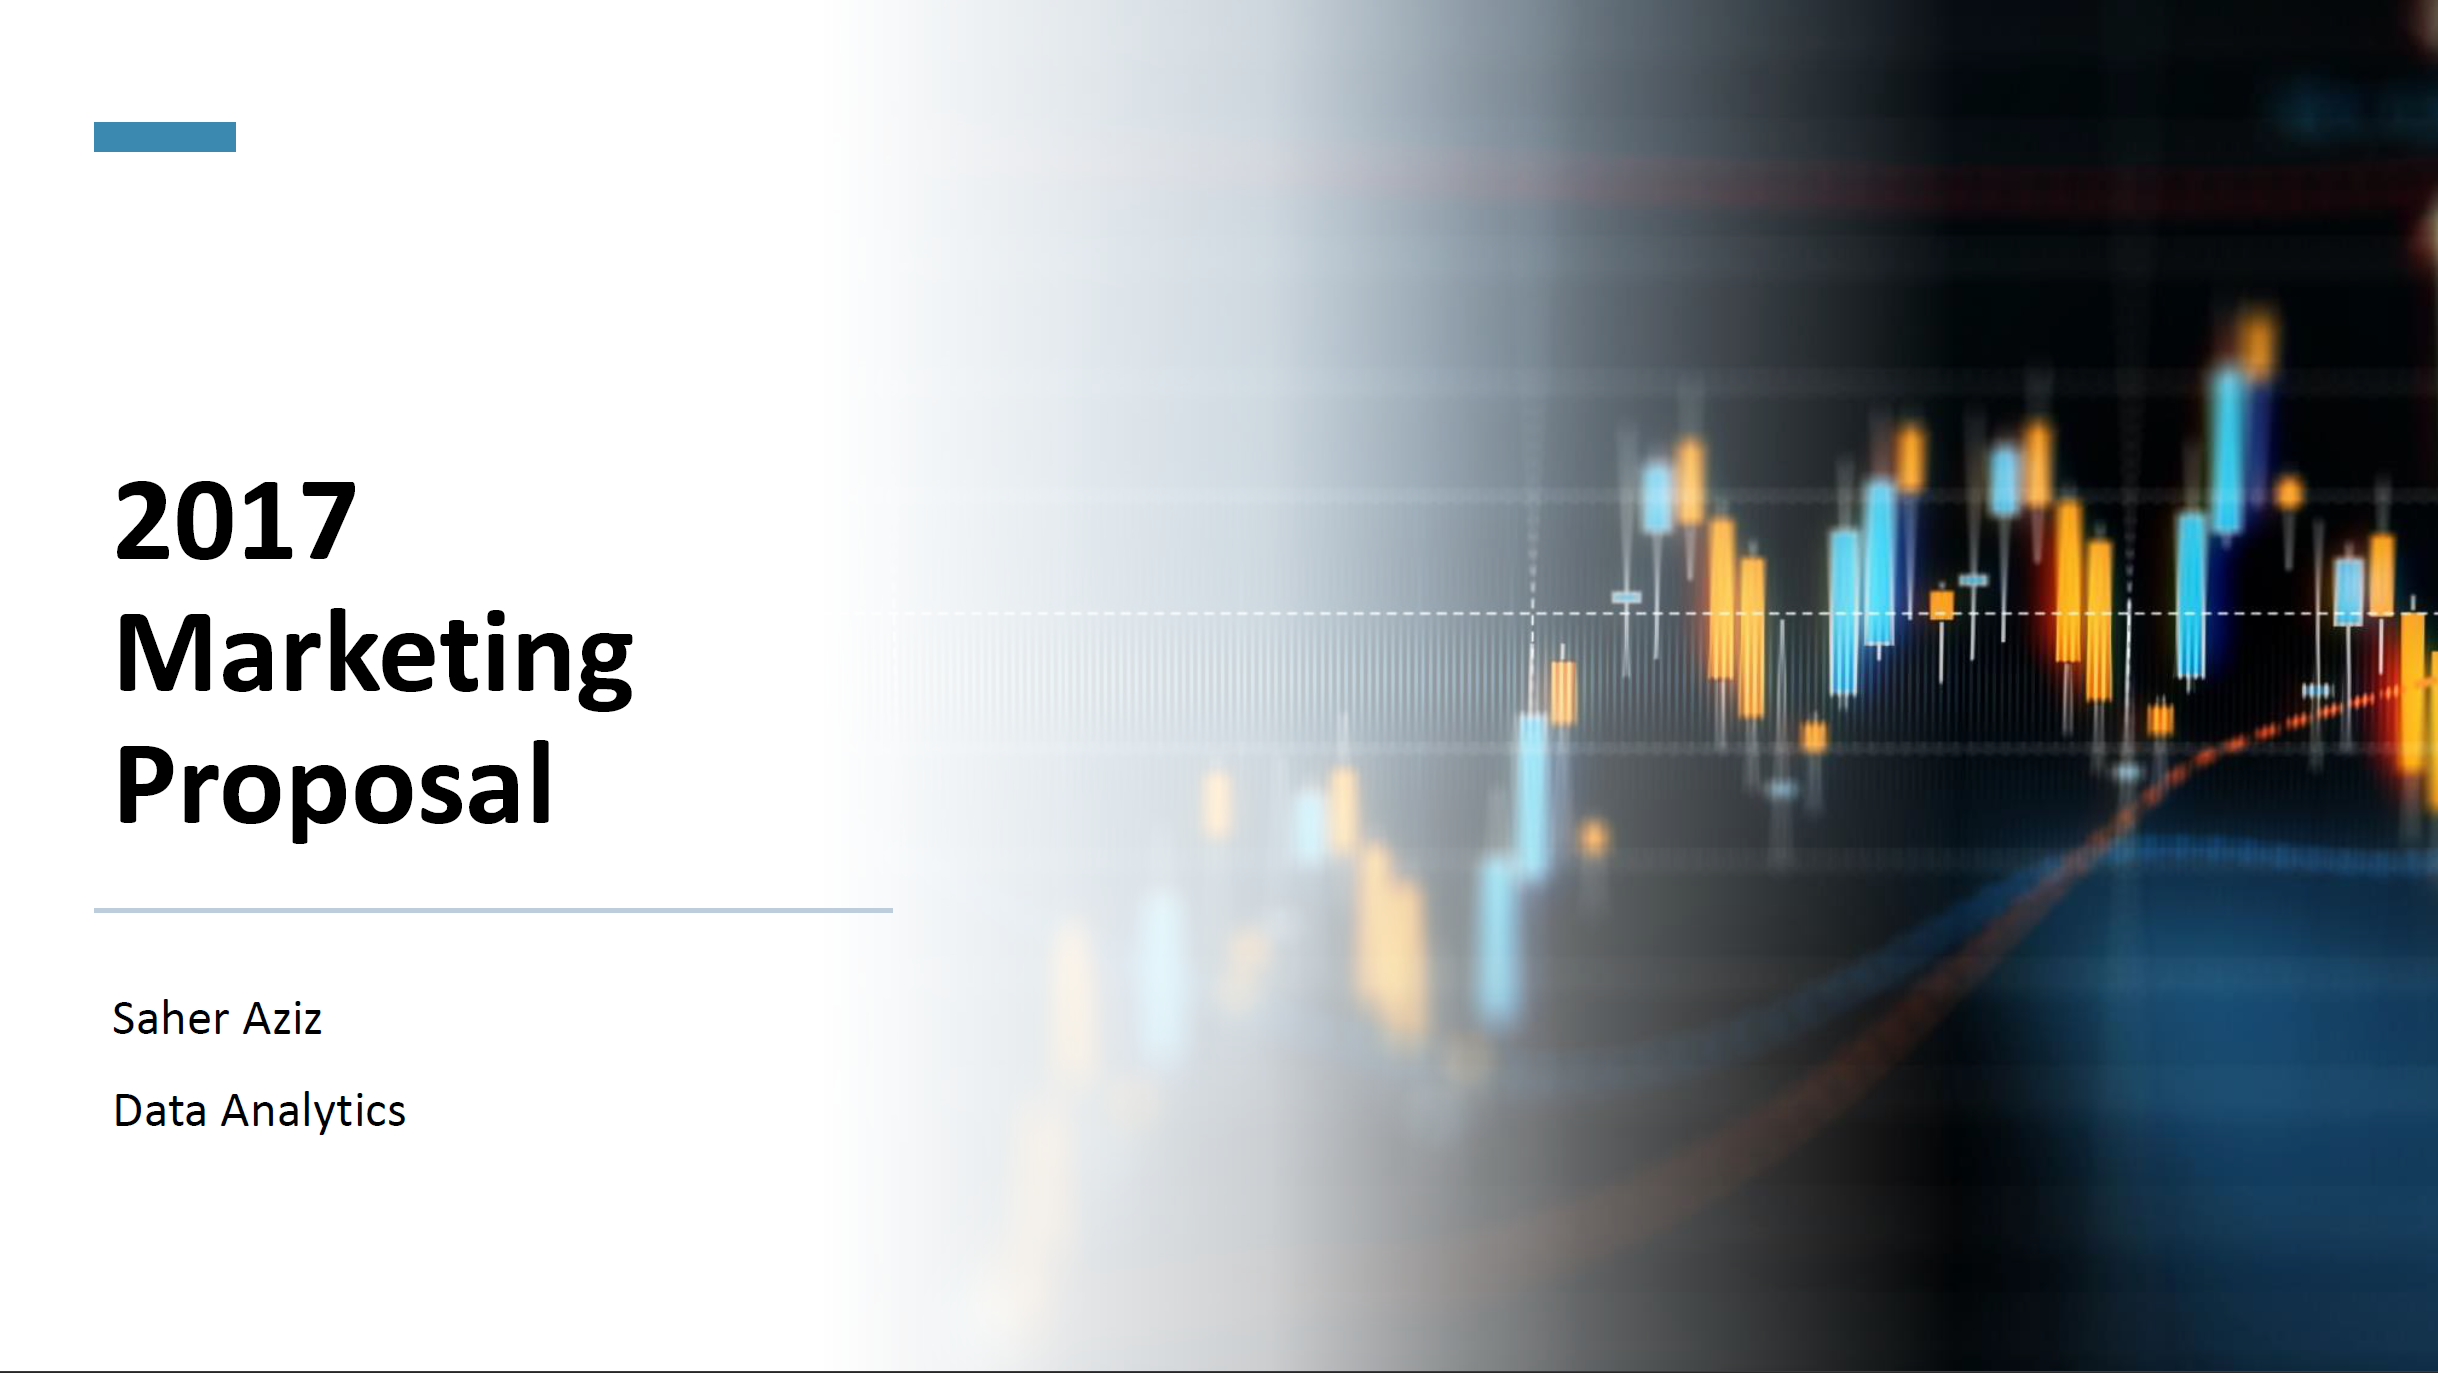 2017
Marketing
Proposal
Saher Aziz
Data Analytics